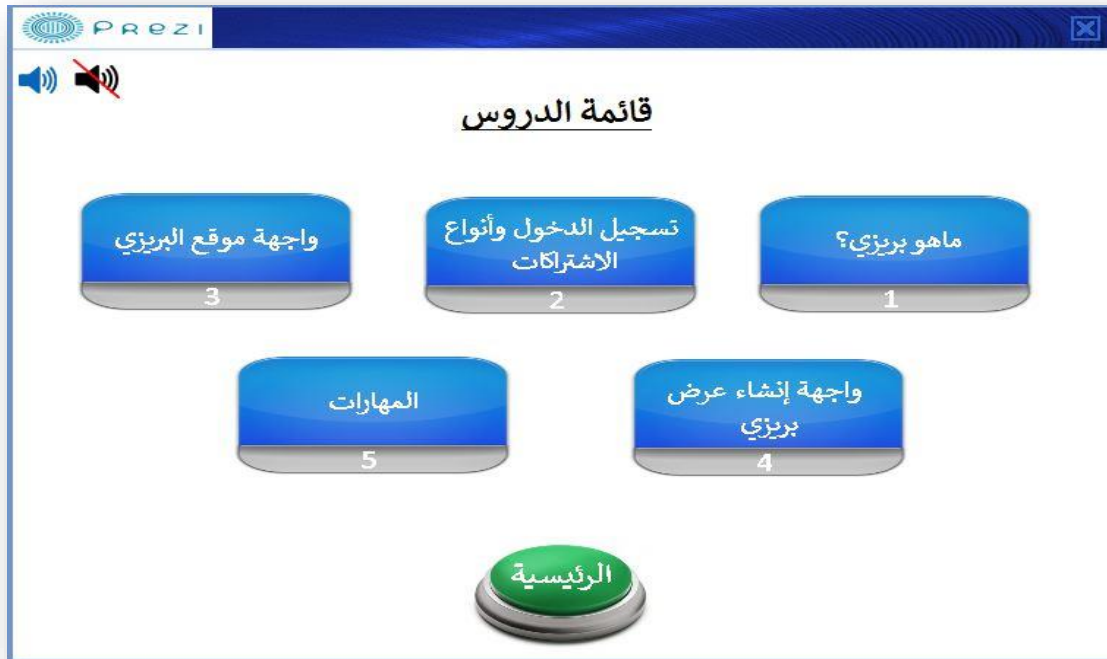 PREZI
قائمة الدروس
ماهو بريزي؟
1
تسجيل الدخول وأنواع
الاشتراكات
2
واجهة موقع البريزي
3
واجهة إنشاء عرض
بريزي
4
المهارات
5
الرئيسية